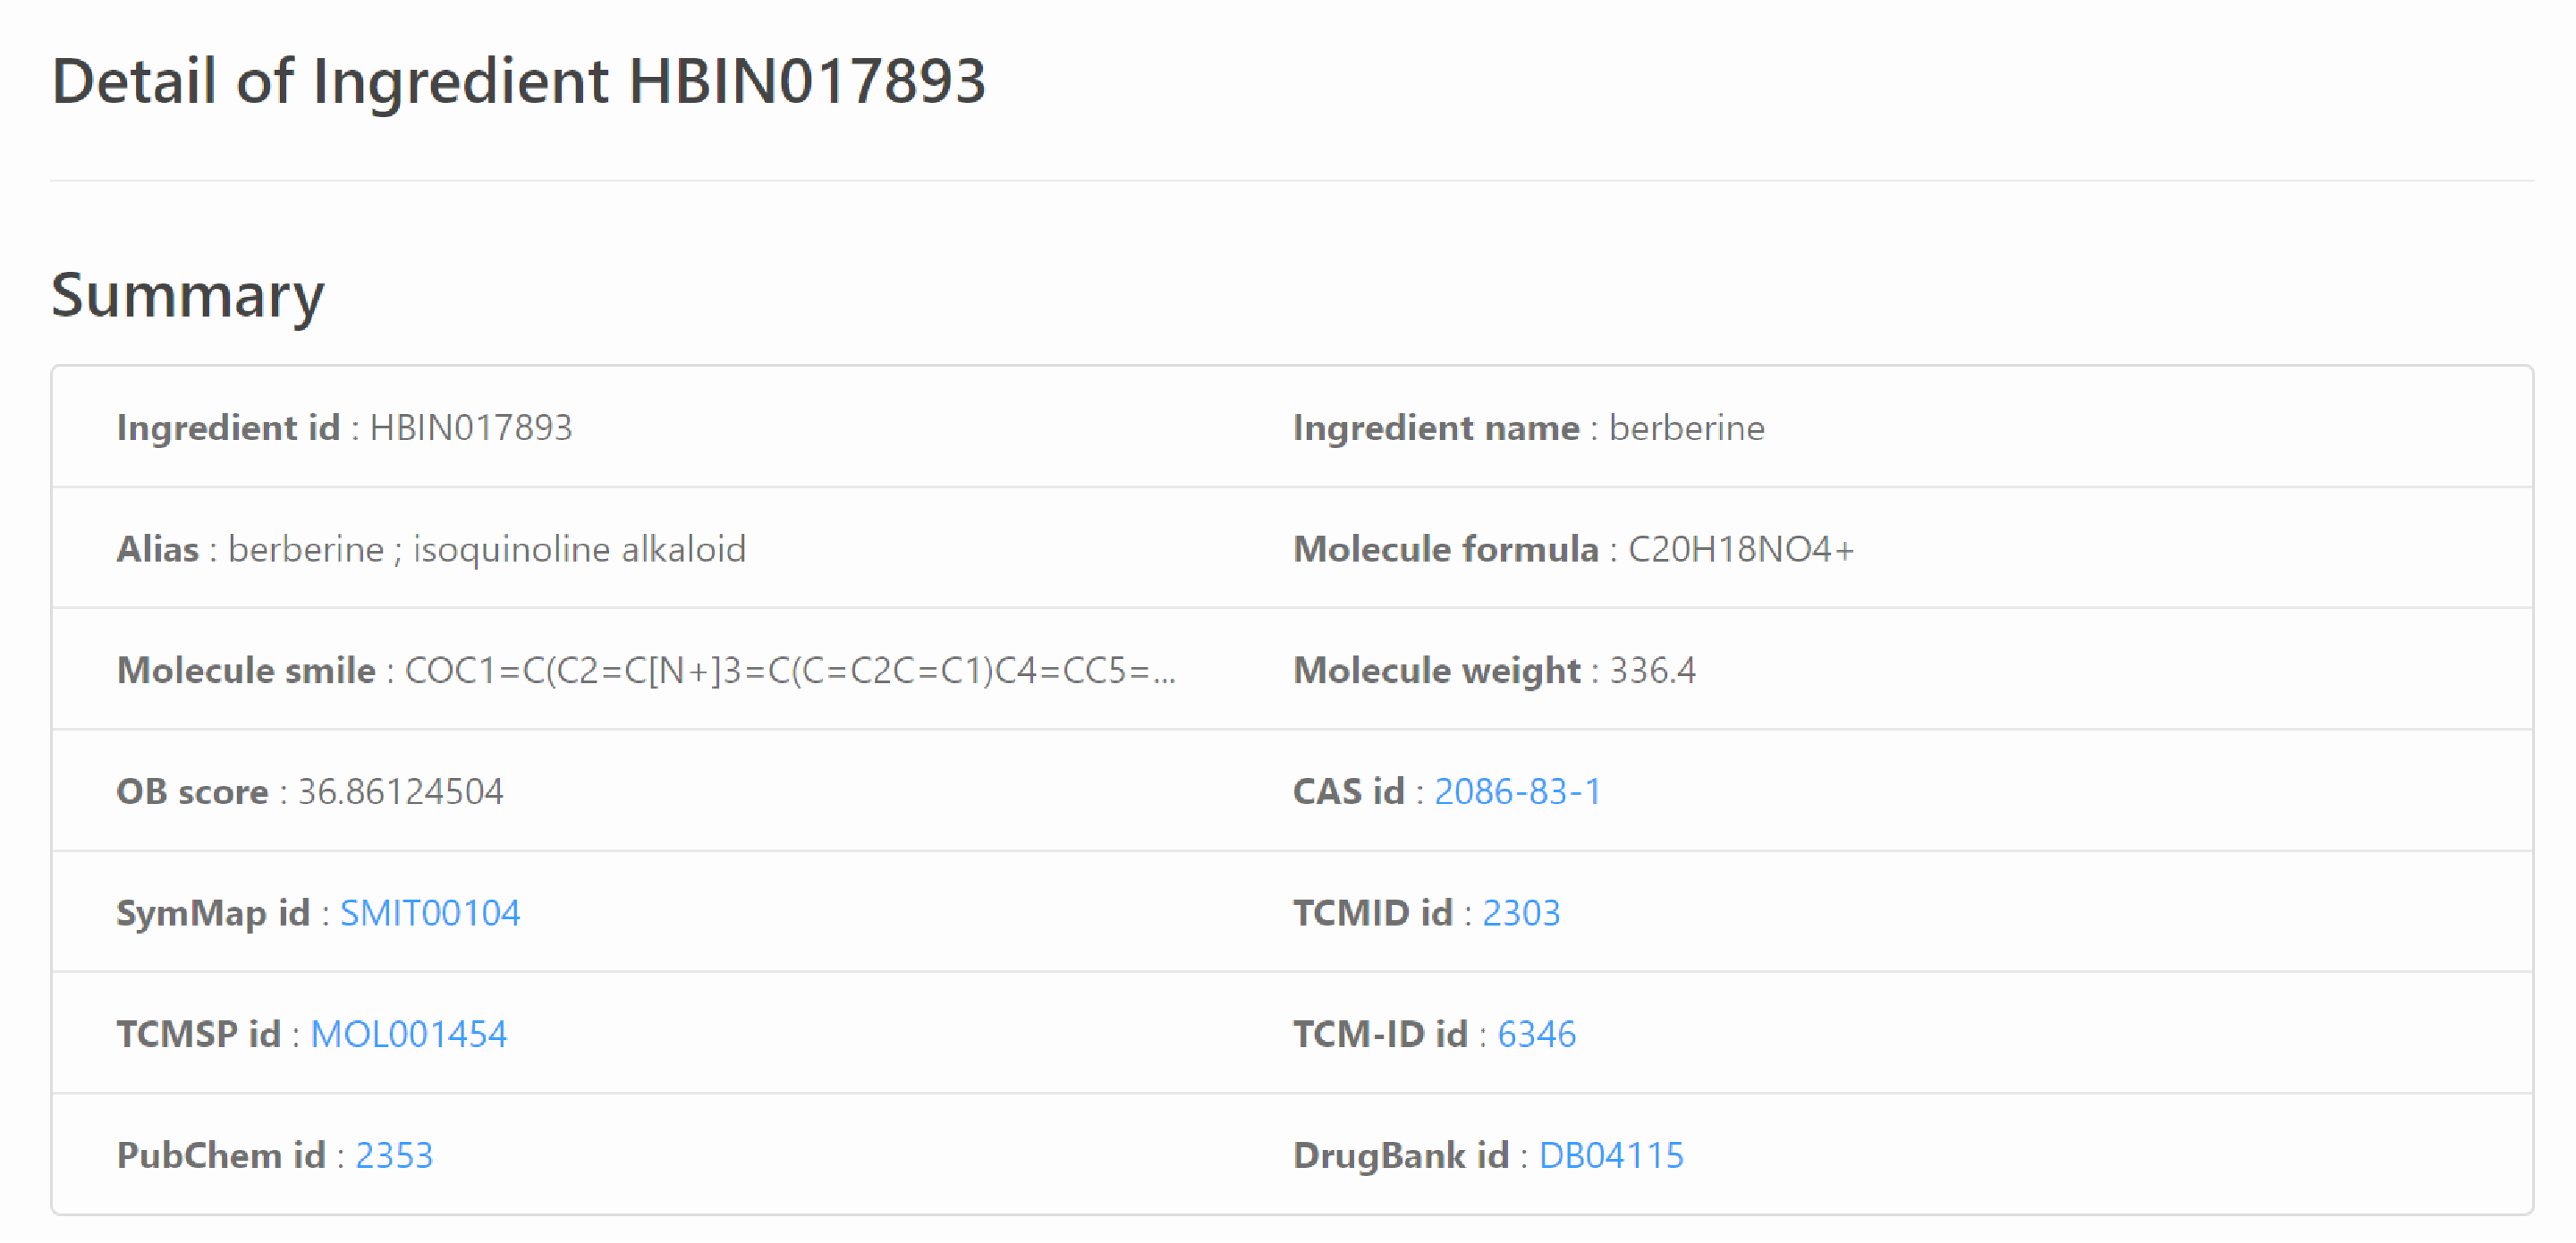 Detail of Ingredient HBIN017893
Summary
Ingredient id : HBIN017893
Ingredient name : berberine
Alias : berberine ; isoquinoline alkaloid
Molecule formula : C20H18NO4+
Molecule smile : COC1=C(C2=C[N+]3=C(C=C2C=C1)C4=CC5=...
Molecule weight : 336.4
OB score : 36.86124504
CAS id : 2086-83-1
SymMap id : SMIT00104
TCMID id : 2303
TCMSP id : MOL001454
TCM-ID id : 6346
PubChem id : 2353
DrugBank id : DB04115